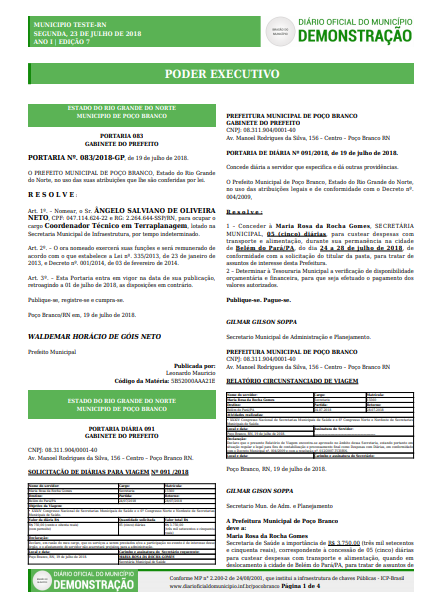 MUNICIPIO TESTE-RN
SEGUNDA, 23 DE JULHO DE 2018
ANO I | EDIÇÃO 7
DIÁRIO OFICIAL DO MUNICÍPIO
DEMONSTRAÇÃO
PODER EXECUTIVO
ESTADO DO RIO GRANDE DO NORTE
MUNICIPIO DE POÇO BRANCO
PORTARIA 083
GABINETE DO PREFEITO
PORTARIA Nº. 083/2018-GP, de 19 de julho de 2018.
O PREFEITO MUNICIPAL DE POÇO BRANCO, Estado do Rio Grande
do Norte, no uso das suas atribuições que lhe são conferidas por lei.
R E S O L V E :
Art. 1º. – Nomear, o Sr. ÂNGELO SALVIANO DE OLIVEIRA
NETO, CPF: 047.114.624-22 e RG: 2.264.644-SSP/RN, para ocupar o
cargo Coordenador Técnico em Terraplanagem, lotado na
Secretaria Municipal de Infraestrutura, por tempo indeterminado.
Art. 2º. – O ora nomeado exercerá suas funções e será remunerado de
acordo com o que estabelece a Lei nº. 335/2013, de 23 de janeiro de
2013, e Decreto nº. 001/2014, de 03 de fevereiro de 2014.
Art. 3º. – Esta Portaria entra em vigor na data de sua publicação,
retroagindo a 01 de julho de 2018, as disposições em contrário.
Publique-se, registre-se e cumpra-se.
Poço Branco/RN em, 19 de julho de 2018.
WALDEMAR HORÁCIO DE GÓIS NETO
Prefeito Municipal
Publicada por:
Leonardo Mauricio
Código da Matéria: 5B52000AAA21E
ESTADO DO RIO GRANDE DO NORTE
MUNICIPIO DE POÇO BRANCO
PORTARIA DIÁRIA 091
GABINETE DO PREFEITO
CNPJ: 08.311.904/0001-40
Av. Manoel Rodrigues da Silva, 156 – Centro – Poço Branco RN.
SOLICITAÇÃO DE DIÁRIAS PARA VIAGEM Nº 091 /2018
PREFEITURA MUNICIPAL DE POÇO BRANCO
GABINETE DO PREFEITO
CNPJ: 08.311.904/0001-40
Av. Manoel Rodrigues da Silva, 156 – Centro – Poço Branco RN
PORTARIA DE DIÁRIA Nº 091/2018, de 19 de julho de 2018.
Concede diária a servidor que especifica e dá outras providências.
O Prefeito Municipal de Poço Branco, Estado do Rio Grande do Norte,
no uso das atribuições legais e de conformidade com o Decreto nº.
004/2009,
R e s o l v e :
1 – Conceder à Maria Rosa da Rocha Gomes, SECRETÁRIA
MUNICIPAL, 05 (cinco) diárias, para custear despesas com
transporte e alimentação, durante sua permanência na cidade
de Belém do Pará/PA, do dia 24 a 28 de julho de 2018, de
conformidade com a solicitação do titular da pasta, para tratar de
assuntos de interesse desta Prefeitura.
2 – Determinar à Tesouraria Municipal a verificação de disponibilidade
orçamentária e financeira, para que seja efetuado o pagamento dos
valores autorizados.
Publique-se. Pague-se.
GILMAR GILSON SOPPA
Secretario Municipal de Administração e Planejamento.
PREFEITURA MUNICIPAL DE POÇO BRANCO
CNPJ: 08.311.904/0001-40
Av. Manoel Rodrigues da Silva, 156 – Centro – Poço Branco RN
RELATÓRIO CIRCUNSTANCIADO DE VIAGEM
Poço Branco, RN, 19 de julho de 2018.
GILMAR GILSON SOPPA
Secretario Mun. de Adm. e Planejamento
A Prefeitura Municipal de Poço Branco
deve a:
Maria Rosa da Rocha Gomes
Secretaria de Saúde a importância de R$ 3.750,00 (três mil setecentos
e cinquenta reais), correspondente à concessão de 05 (cinco) diárias
para custear despesas com transporte e alimentação, quando em
deslocamento à cidade de Belém do Pará/PA, para tratar de assuntos
DIÁRIO OFICIAL DO MUNICÍPIO
DEMONSTRAÇÃO
Conforme MP nº 2.200-2 de 24/08/2001, que institui a infraestrutura de chaves Públicas - ICP-Brasil
www.diariooficialdomunicipio.inf.br/pocobranco Página 1 de 4